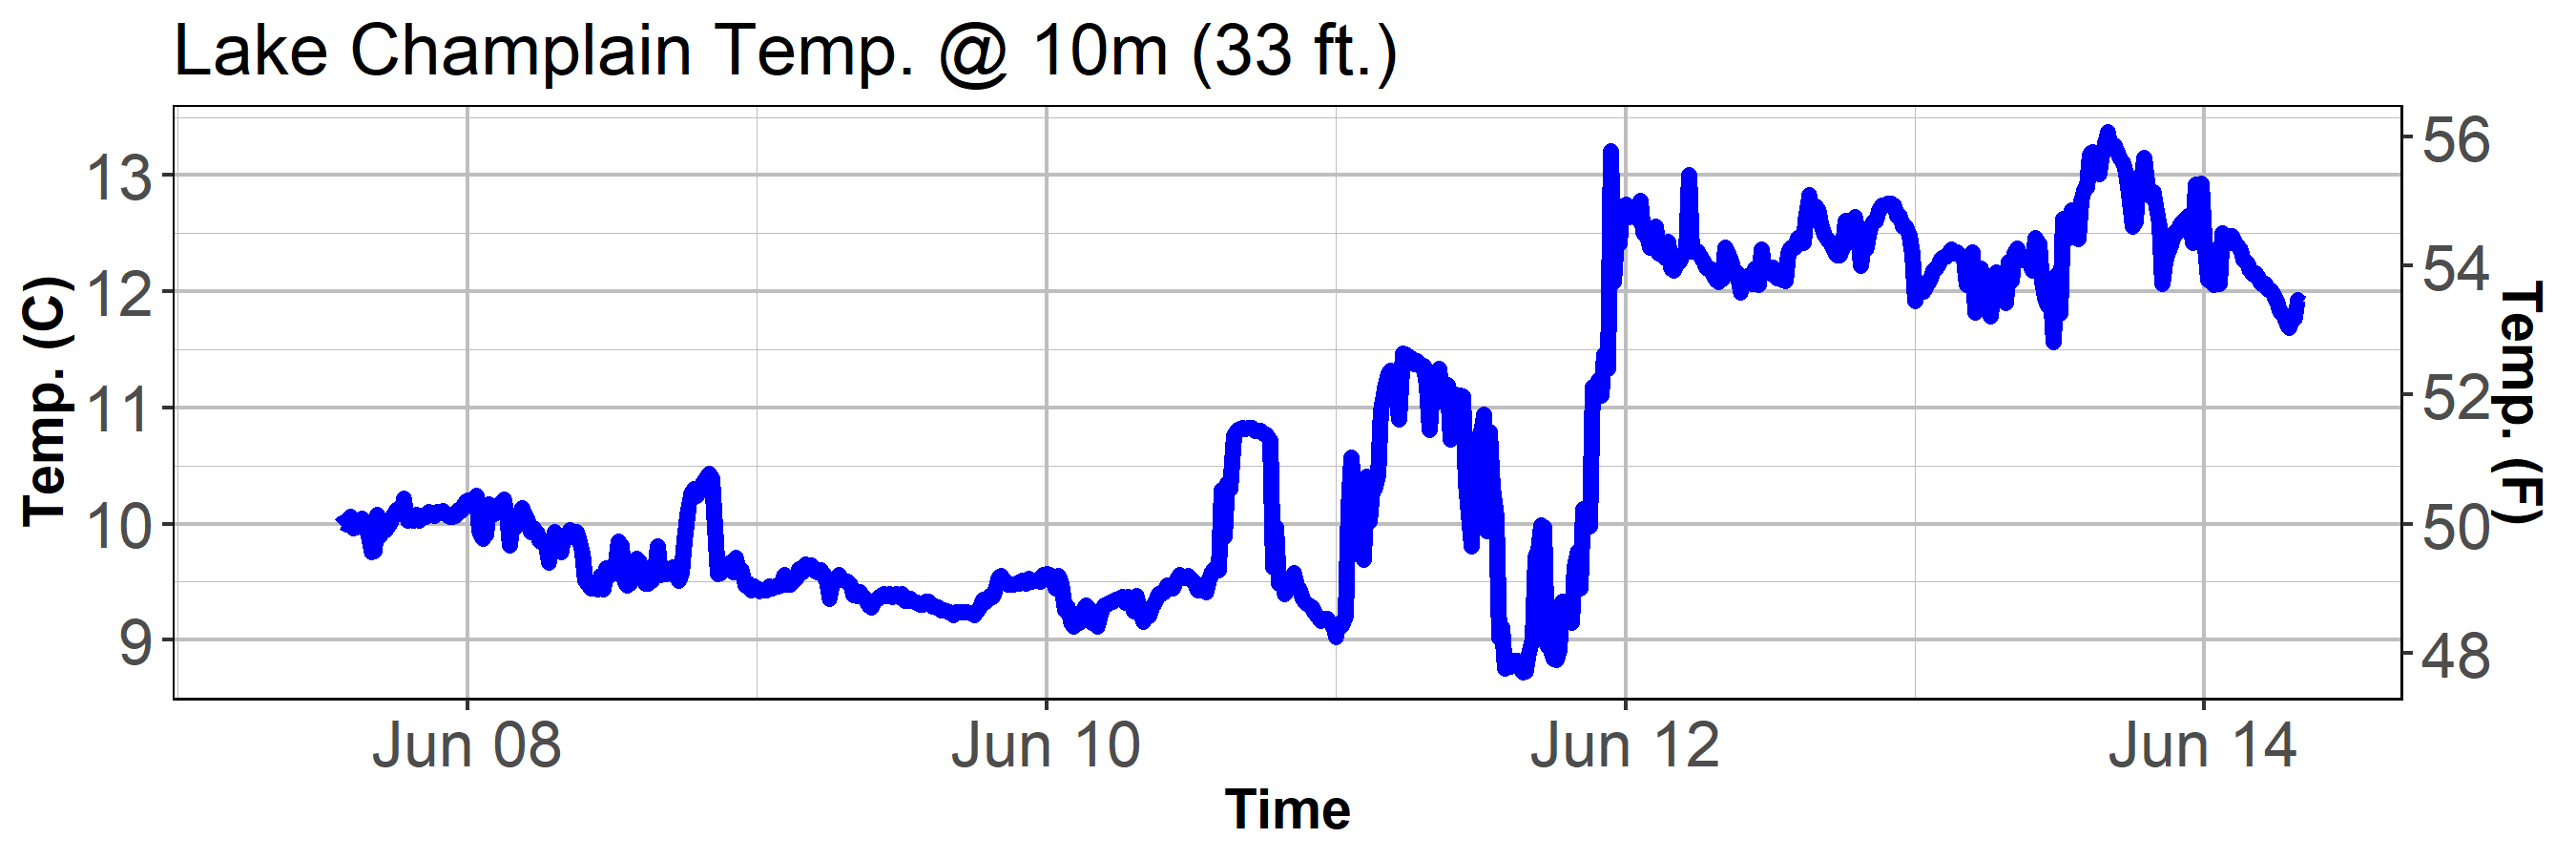 Lake Champlain Temp. @ 10m (33 ft.)
Temp. (C)
13
12
11
10
9
56
54
52
50
48
Temp. (F)
Jun 08
Jun 10
Jun 12
Jun 14
Time